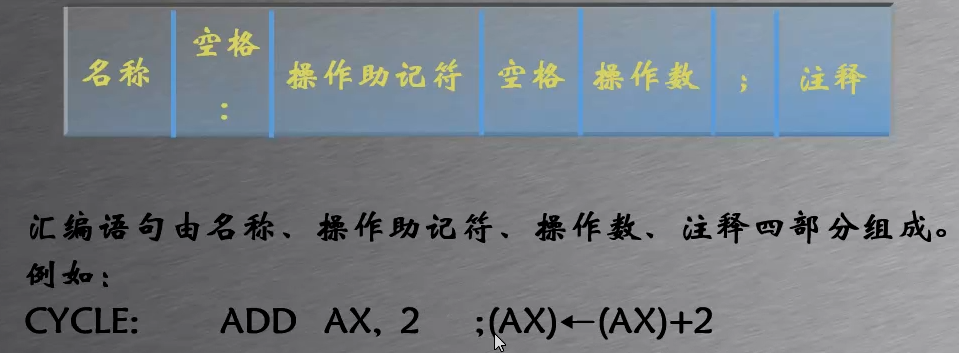 名称 空格 : 操作助记符 空格 操作数 ; 注释
汇编语句由名称、操作助记符、操作数、注释四部分组成。
例如：
CYCLE: ADD AX, 2 ;(AX)←(AX)+2